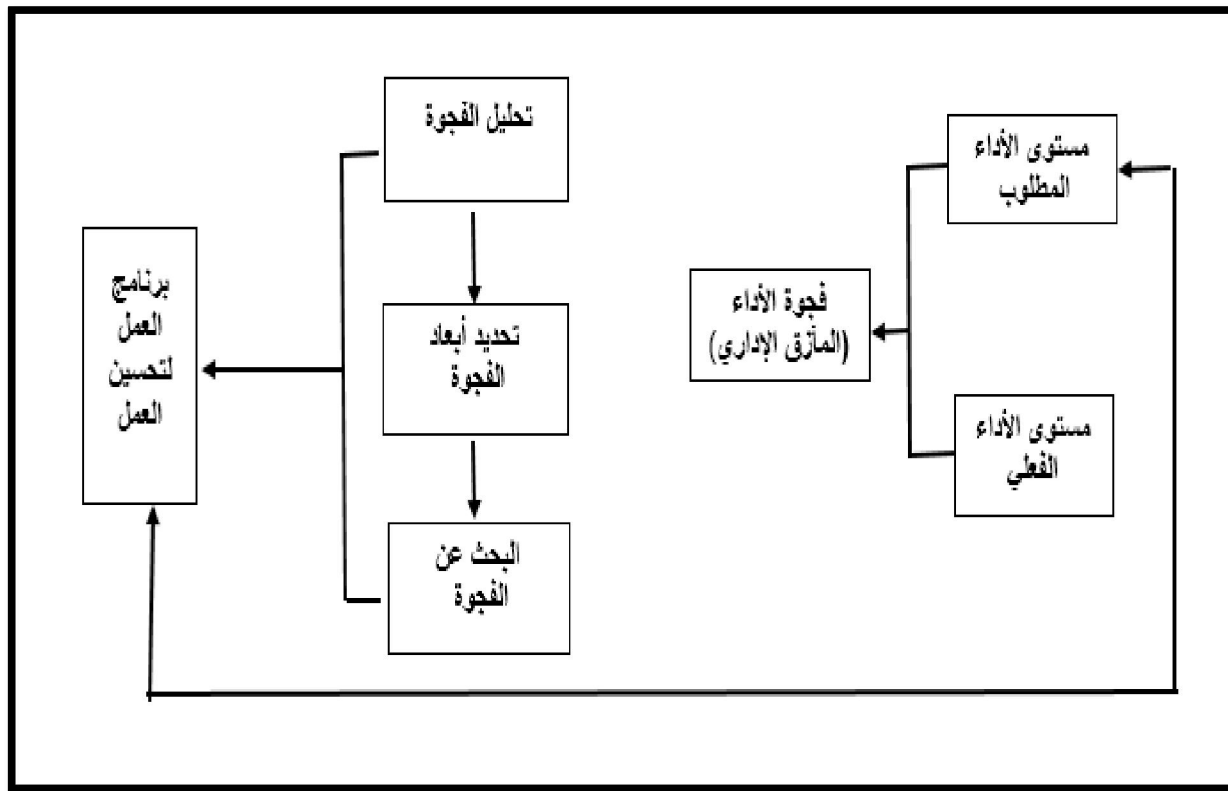 مستوى الأداء
المطلوب
مستوى الأداء
الفعلي
فجوة الأداء
(المأزق الإداري)
تحليل الفجوة
تحديد أبعاد
الفجوة
البحث عن
الفجوة
برنامج
العمل
لتحسين
العمل